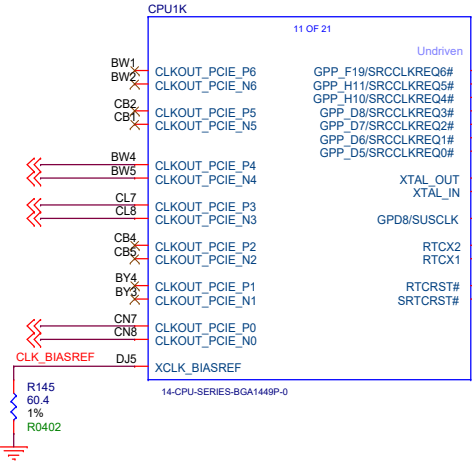 CPU1K
11 OF 21
Undriven
BW1 CLKOUT_PCIE_P6 GPP_F19/SRCCLKREQ6#
BW2 CLKOUT_PCIE_N6 GPP_H11/SRCCLKREQ5#
GPP_H10/SRCCLKREQ4#
CB2 CLKOUT_PCIE_P5 GPP_D8/SRCCLKREQ3#
CB1 CLKOUT_PCIE_N5 GPP_D7/SRCCLKREQ2#
GPP_D6/SRCCLKREQ1#
GPP_D5/SRCCLKREQ0#
BW4 CLKOUT_PCIE_P4
BW5 CLKOUT_PCIE_N4 XTAL_OUT
XTAL_IN
CL7 CLKOUT_PCIE_P3
CL8 CLKOUT_PCIE_N3 GPD8/SUSCLK
CB4 CLKOUT_PCIE_P2 RTCX2
CB5 CLKOUT_PCIE_N2 RTCX1
BY4 CLKOUT_PCIE_P1 RTCRST#
BY3 CLKOUT_PCIE_N1 SRTCRST#
CN7 CLKOUT_PCIE_P0
CN8 CLKOUT_PCIE_N0
CLK_BIASREF DJ5 XCLK_BIASREF
14-CPU-SERIES-BGA1449P-0
R145
60.4
1%
R0402